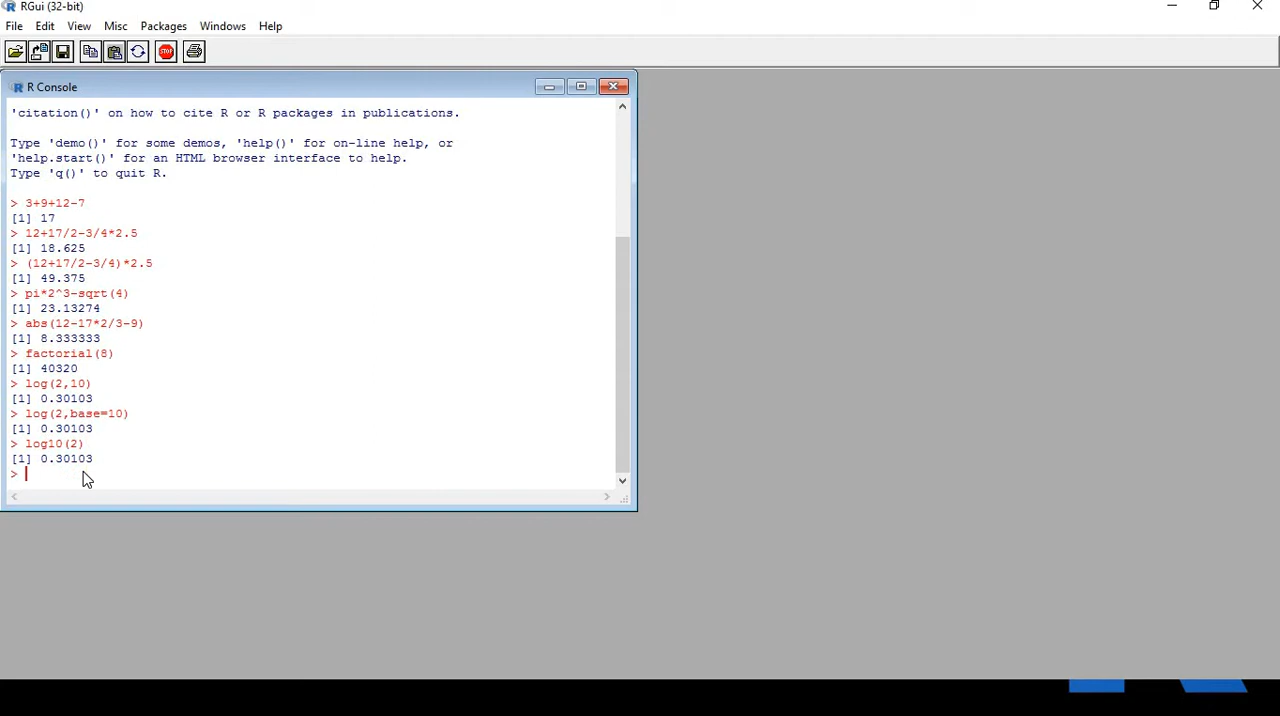 RGui (32-bit)
File Edit View Misc Packages Windows Help
STOP
R Console
'citation()' on how to cite R or R packages in publications.
Type 'demo()' for some demos, 'help()' for on-line help, or
'help.start()' for an HTML browser interface to help.
Type 'q()' to quit R.
> 3+9+12-7
[1] 17
> 12+17/2-3/4*2.5
[1] 18.625
> (12+17/2-3/4)*2.5
[1] 49.375
> pi*2^3-sqrt(4)
[1] 23.13274
> abs(12-17*2/3-9)
[1] 8.333333
> factorial(8)
[1] 40320
> log(2,10)
[1] 0.30103
> log(2,base=10)
[1] 0.30103
> log10(2)
[1] 0.30103
>